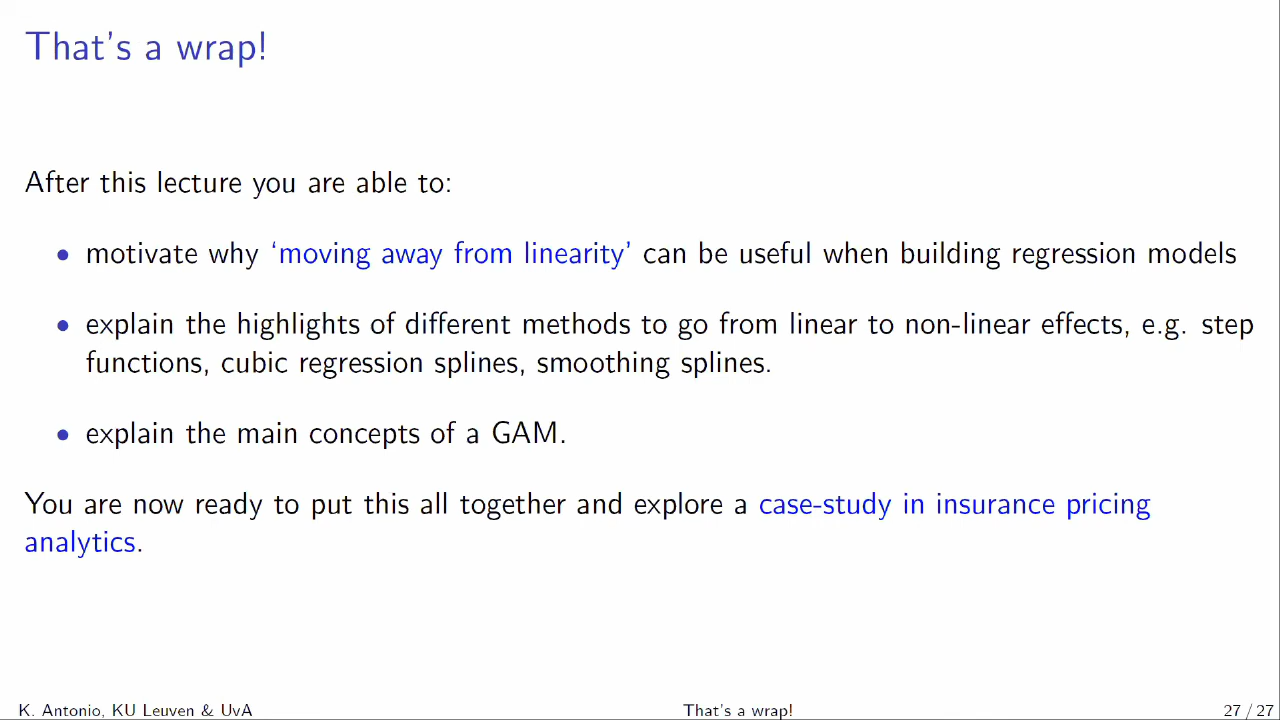 That's a wrap!
After this lecture you are able to:
• motivate why ‘moving away from linearity’ can be useful when building regression models
• explain the highlights of different methods to go from linear to non-linear effects, e.g. step
functions, cubic regression splines, smoothing splines.
• explain the main concepts of a GAM.
You are now ready to put this all together and explore a case-study in insurance pricing
analytics.
K. Antonio, KU Leuven & UvA
That's a wrap!
27 / 27